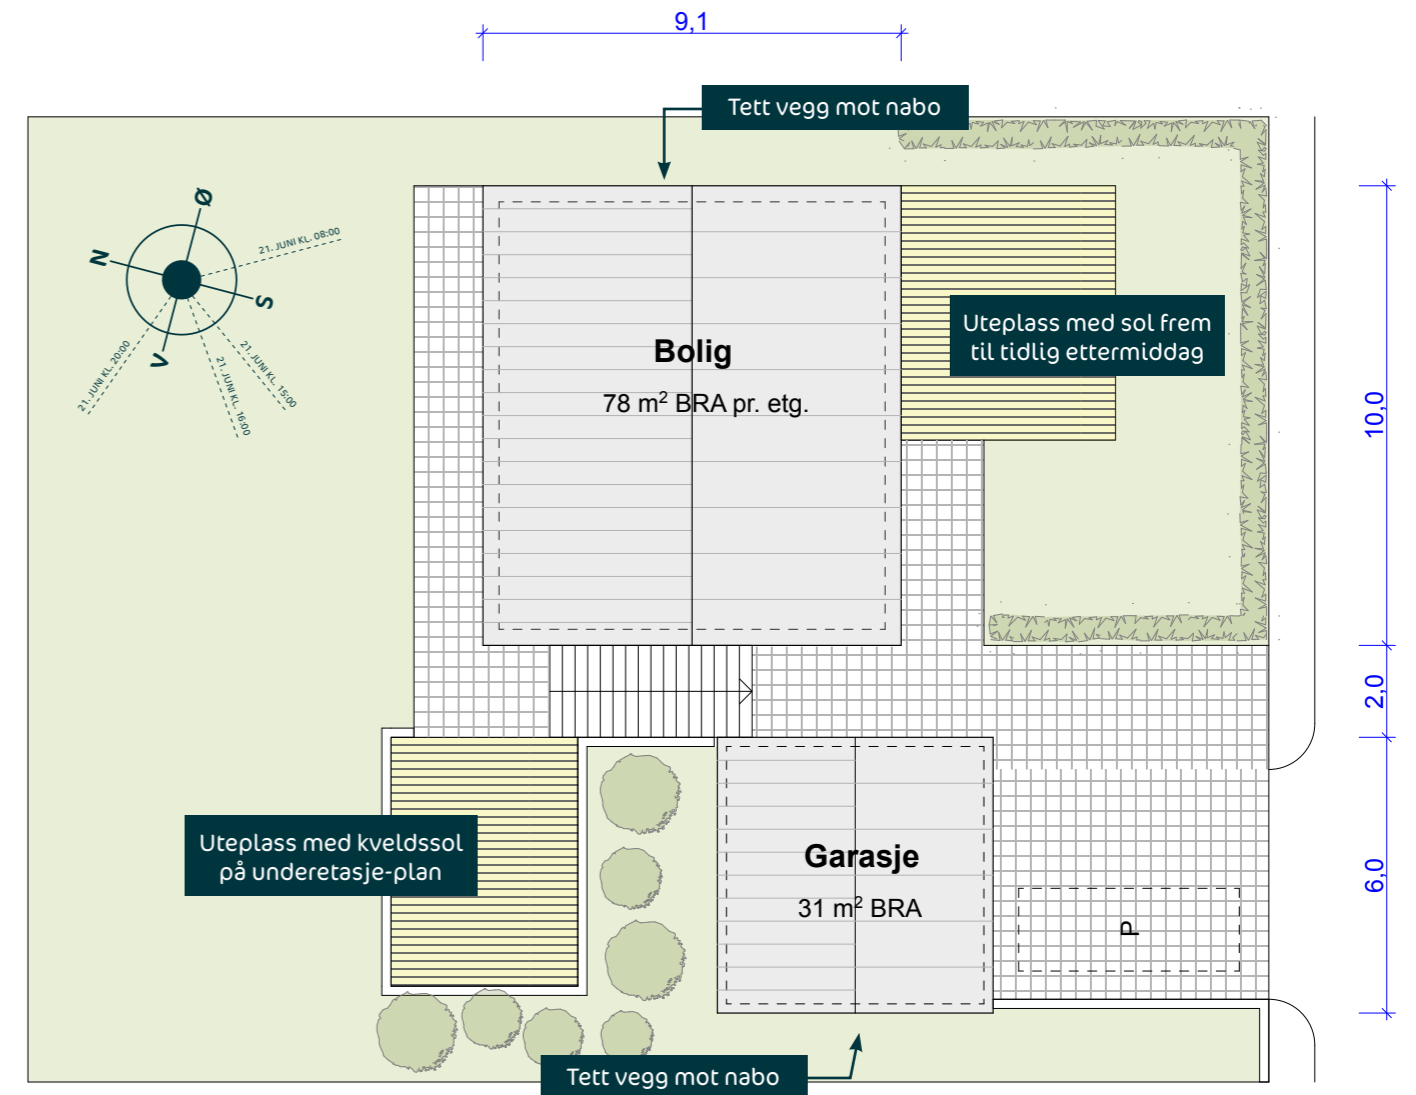 9,1
Tett vegg mot nabo
Ø
21. JUNI KL. 08:00
N
S
V
21. JUNI KL. 20:00
21. JUNI KL. 16:00
21. JUNI KL. 15:00
Bolig
78 m² BRA pr. etg.
Uteplass med sol frem
til tidlig ettermiddag
10,0
2,0
Uteplass med kveldssol
på underetasje-plan
Garasje
31 m² BRA
P
6,0
Tett vegg mot nabo